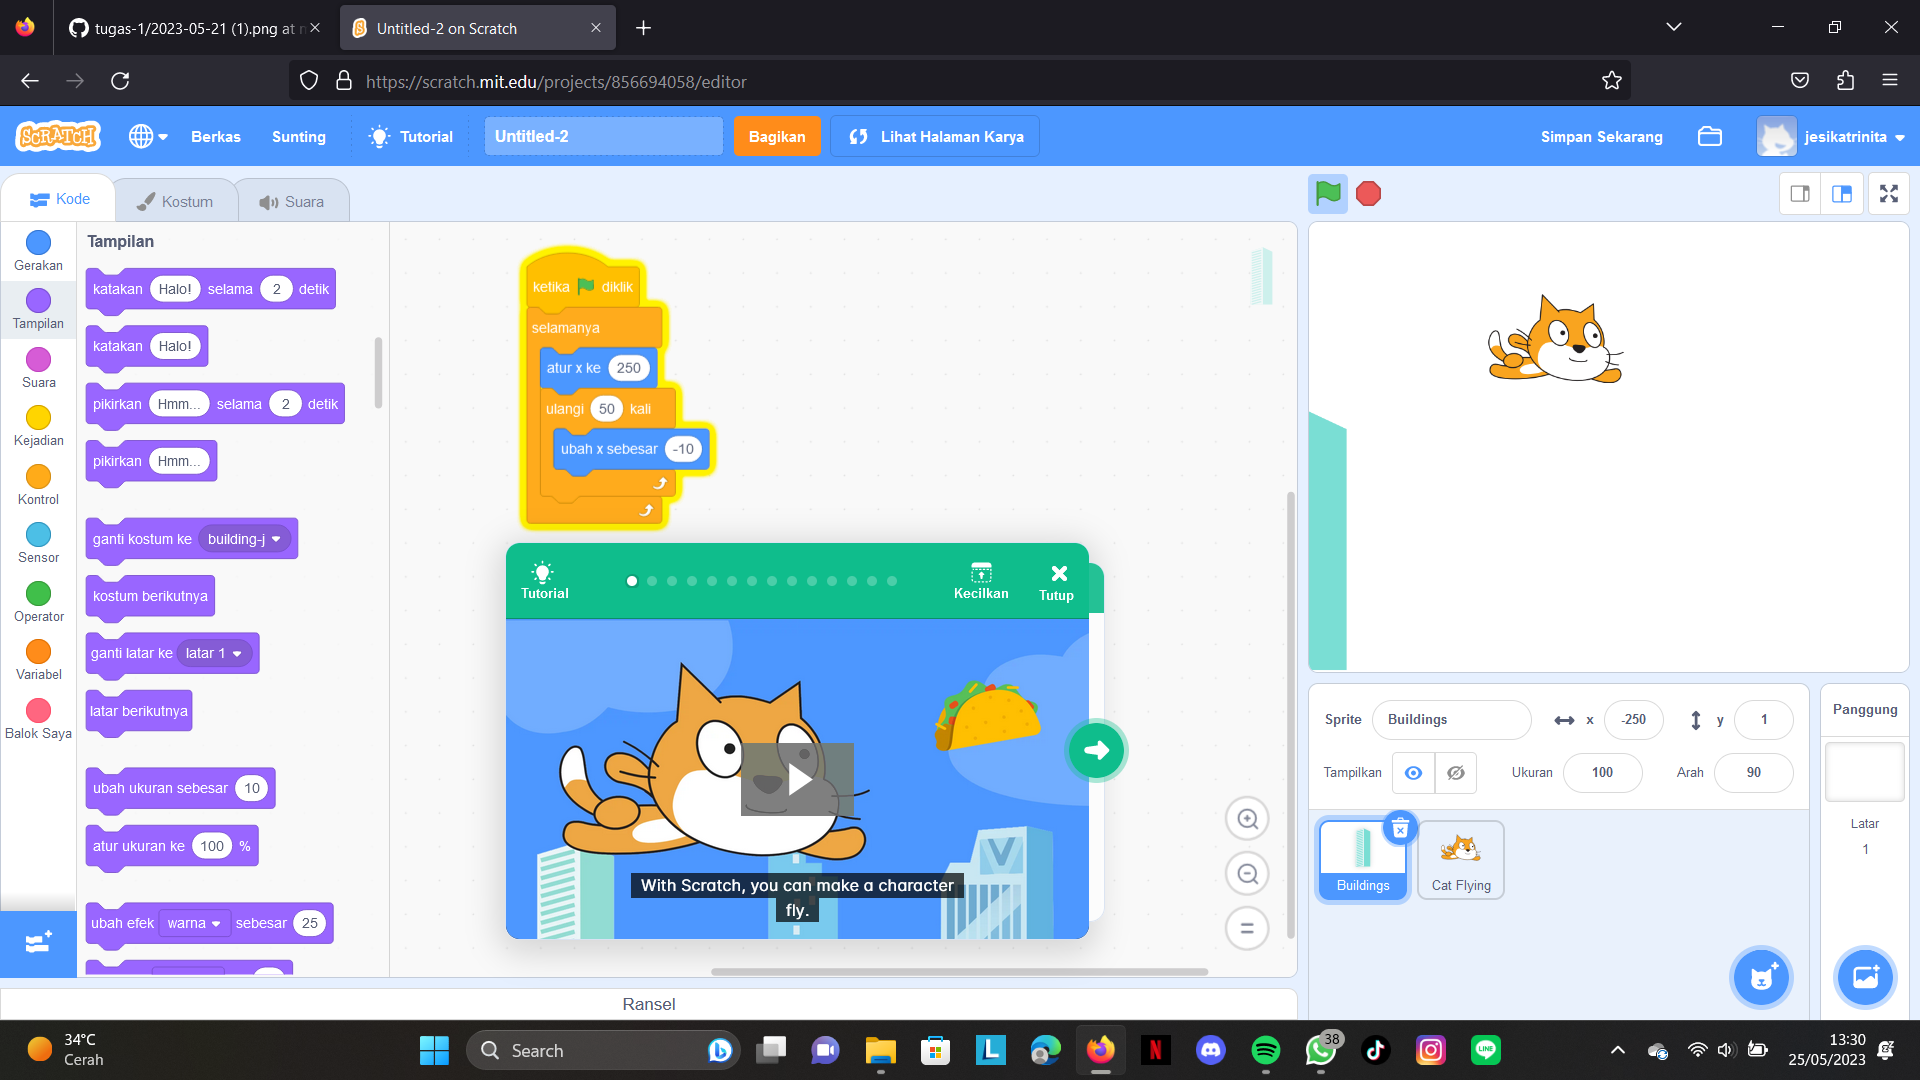 tugas-1/2023-05-21 (1).png at
Untitled-2 on Scratch
https://scratch.mit.edu/projects/856694058/editor
SCRATCH
Berkas
Sunting
Tutorial
Untitled-2
Bagikan
Lihat Halaman Karya
Simpan Sekarang
jesikatrinita
Kode
Kostum
Suara
Gerakan
Tampilan
Suara
Kejadian
Kontrol
Sensor
Operator
Variabel
Balok Saya
Tampilan
katakan Halo! selama 2 detik
katakan Halo!
pikirkan Hmm... selama 2 detik
pikirkan Hmm...
ganti kostum ke building-j
kostum berikutnya
ganti latar ke latar 1
latar berikutnya
ubah ukuran sebesar 10
atur ukuran ke 100 %
ubah efek warna sebesar 25
ketika diklik
selamanya
atur x ke 250
ulangi 50 kali
ubah x sebesar -10
Tutorial
Kecilkan
Tutup
With Scratch, you can make a character
fly.
Ransel
Sprite Buildings x -250 y 1
Tampilkan Ukuran 100 Arah 90
Buildings
Cat Flying
Panggung
Latar
1
34°C
Cerah
Search
38
13:30
25/05/2023